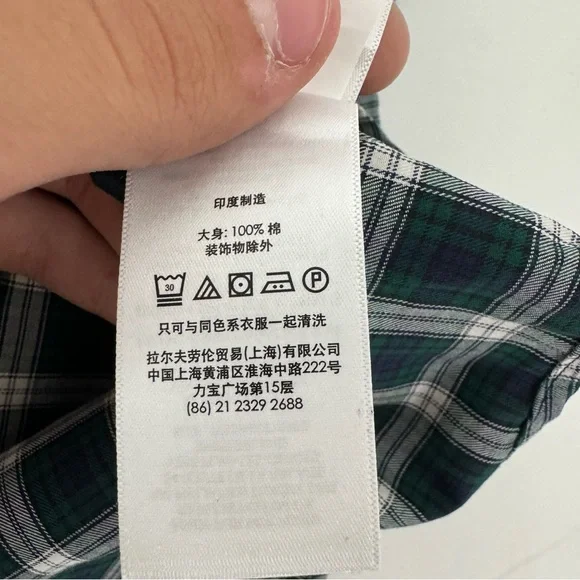 印度制造
大身: 100% 棉
装饰物除外
30 P
只可与同色系衣服一起清洗
拉尔夫劳伦贸易(上海)有限公司
中国上海黄浦区淮海中路222号
力宝广场第15层
(86) 21 2329 2688